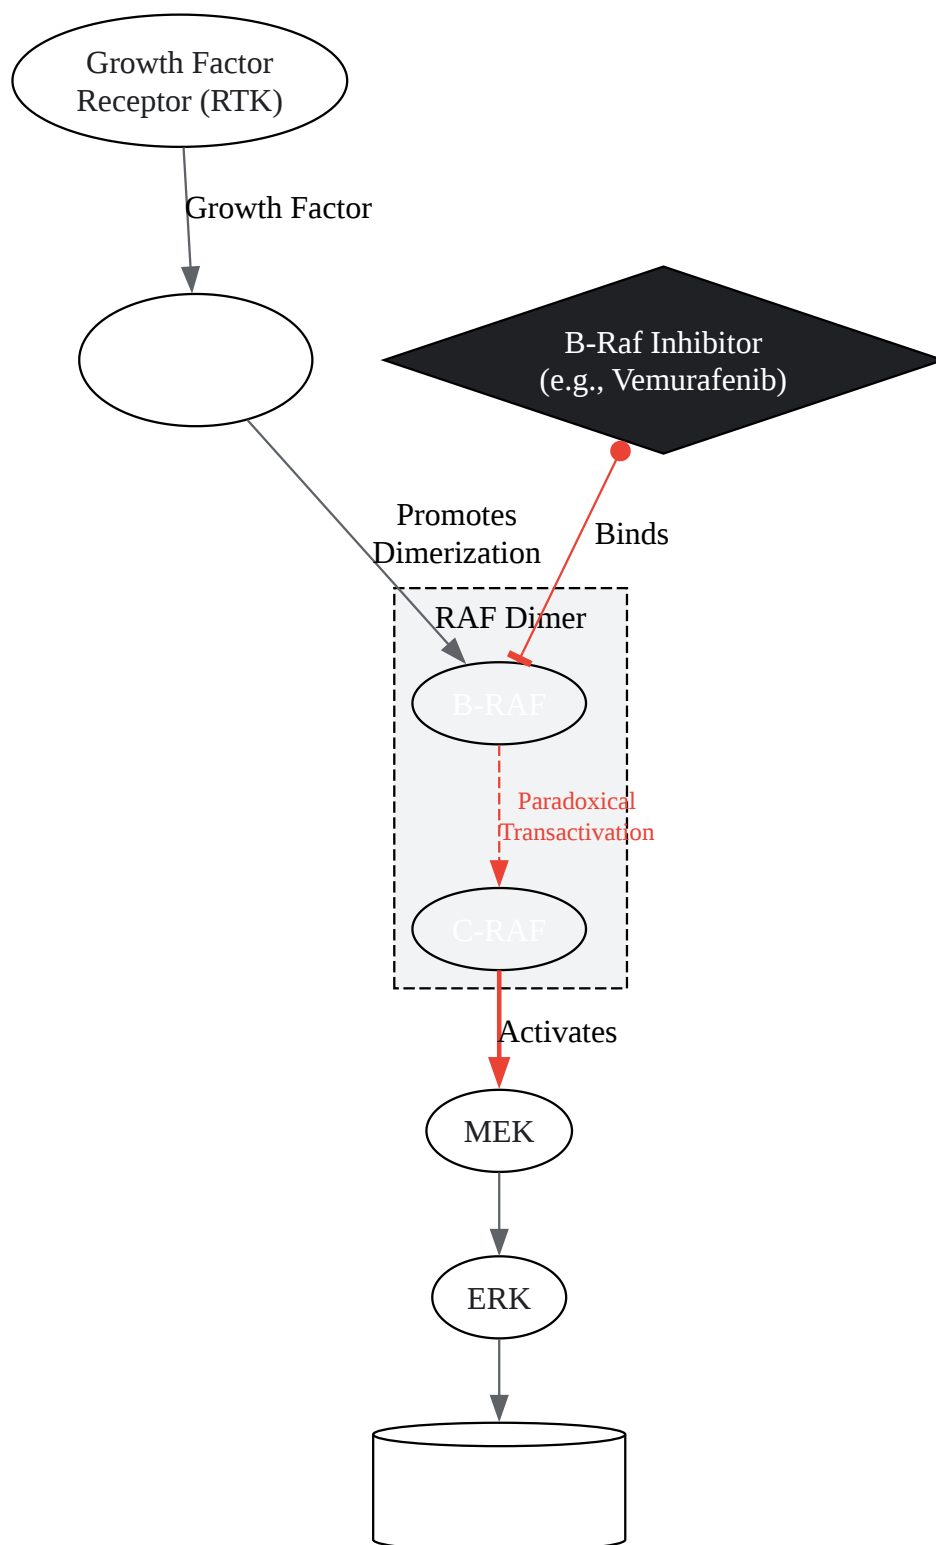 Growth Factor
Receptor (RTK)
Growth Factor
B-Raf Inhibitor
(e.g., Vemurafenib)
Promotes
Dimerization
Binds
RAF Dimer
B-RAF
Paradoxical
Transactivation
C-RAF
Activates
MEK
ERK